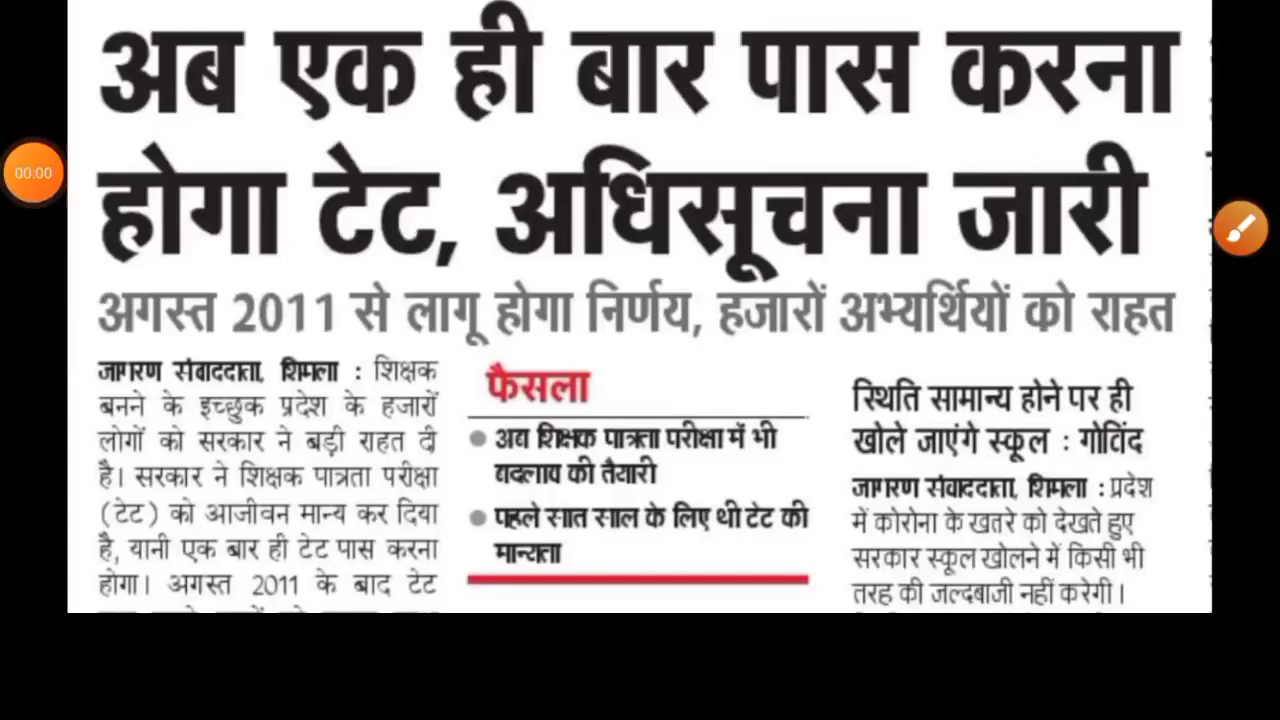 अब एक ही बार पास करना
होगा टेट, अधिसूचना जारी
अगस्त 2011 से लागू होगा निर्णय, हजारों अभ्यर्थियों को राहत
जागरण संवाददाता, शिमला : शिक्षक
बनने के इच्छुक प्रदेश के हजारों
लोगों को सरकार ने बड़ी राहत दी
है। सरकार ने शिक्षक पात्रता परीक्षा
(टेट) को आजीवन मान्य कर दिया
है, यानी एक बार ही टेट पास करना
होगा। अगस्त 2011 के बाद टेट
फैसला
अब शिक्षक पात्रता परीक्षा में भी
बदलाव की तैयारी
पहले सात साल के लिए थी टेट की
मान्यता
स्थिति सामान्य होने पर ही
खोले जाएंगे स्कूल : गोविंद
जागरण संवाददाता, शिमला : प्रदेश
में कोरोना के खतरे को देखते हुए
सरकार स्कूल खोलने में किसी भी
तरह की जल्दबाजी नहीं करेगी।
00:00